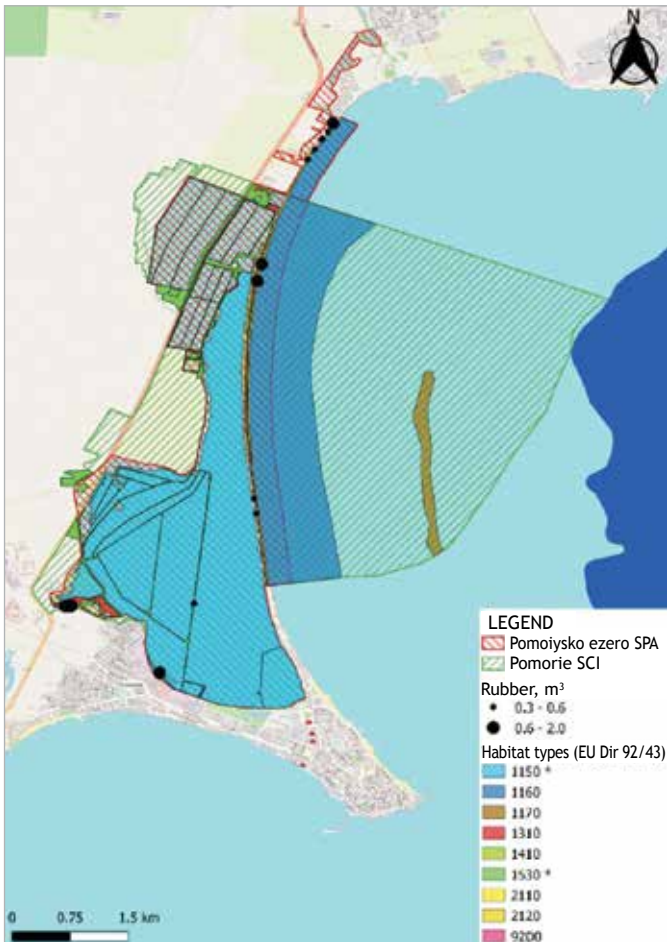 N
LEGEND
Pomoiysko ezero SPA
Pomorie SCI
Rubber, m³
0.3 - 0.6
0.6 - 2.0
Habitat types (EU Dir 92/43)
1150 *
1160
1170
1310
1410
1530 *
2110
2120
9200
0 0.75 1.5 km